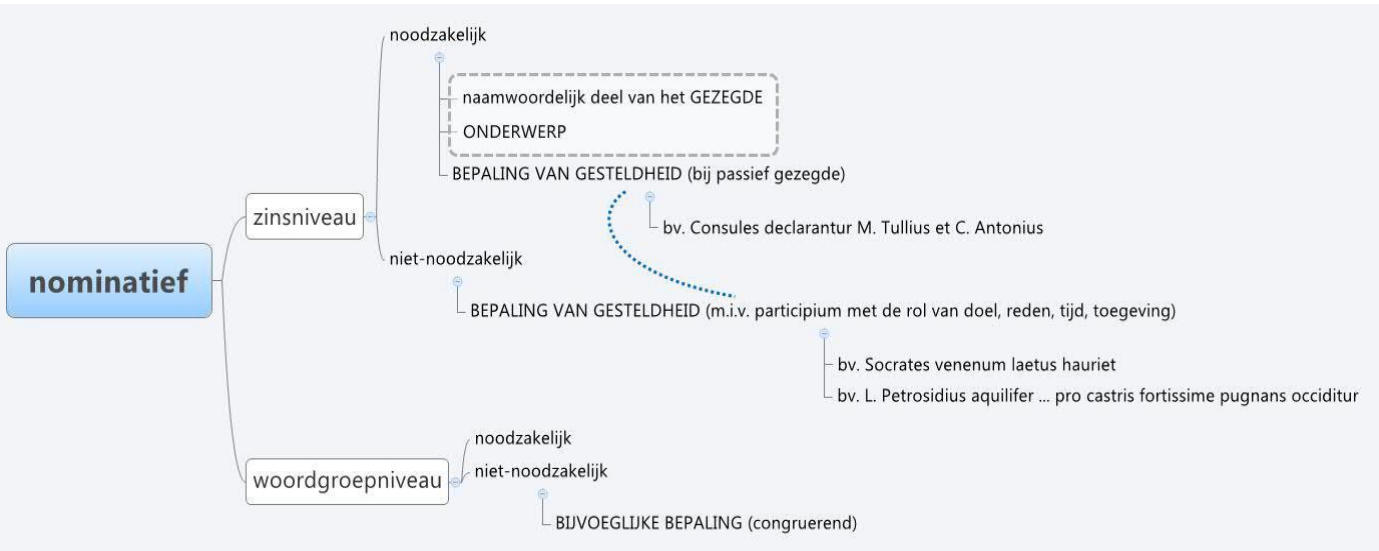 noodzakelijk
naamwoordelijk deel van het GEZEGDE
ONDERWERP
BEPALING VAN GESTELDHEID (bij passief gezegde)
zinsniveau
bv. Consules declarantur M. Tullius et C. Antonius
niet-noodzakelijk
nominatief
BEPALING VAN GESTELDHEID (m.i.v. participium met de rol van doel, reden, tijd, toegeving)
bv. Socrates venenum laetus hauriet
bv. L. Petrosidius aquilifer ... pro castris fortissime pugnans occiditur
noodzakelijk
niet-noodzakelijk
woordgroepniveau
BIJVOEGLIJKE BEPALING (congruerend)